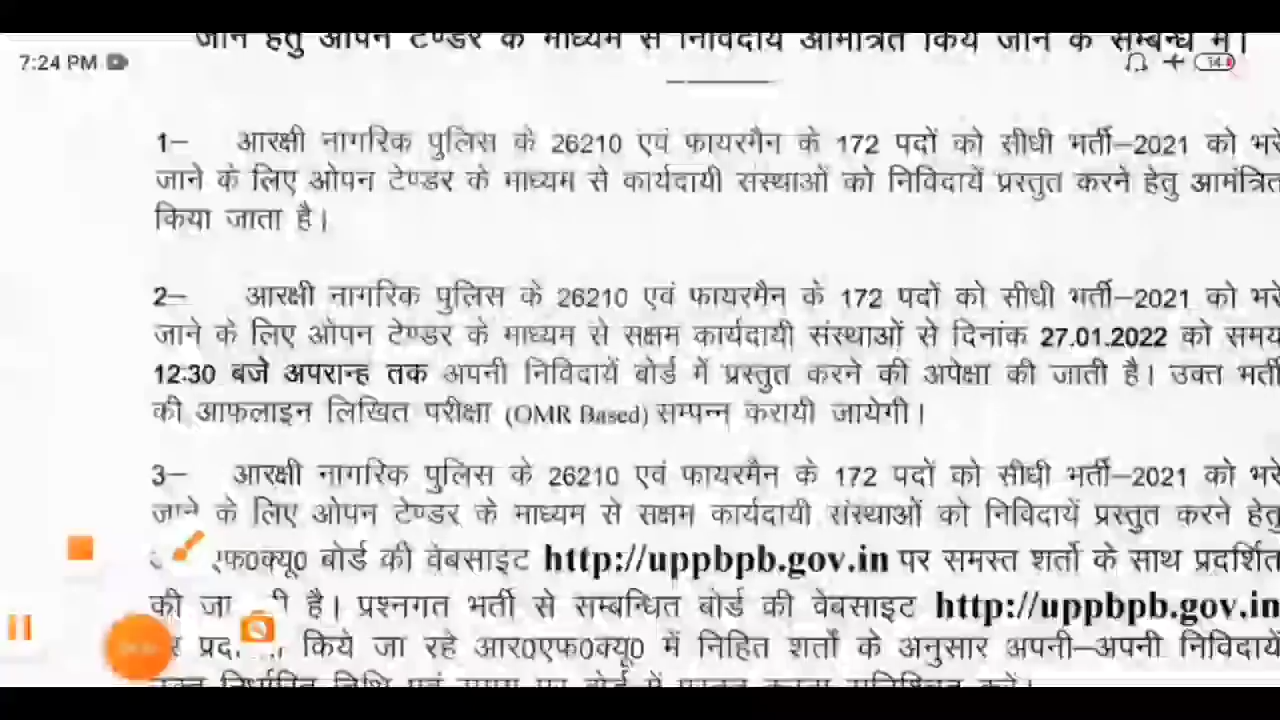 जाने हेतु ओपन टेण्डर के माध्यम से निविदायें आमंत्रित किये जाने के सम्बन्ध में।
7:24 PM
14
1— आरक्षी नागरिक पुलिस के 26210 एवं फायरमैन के 172 पदों को सीधी भर्ती—2021 को भरे
जाने के लिए ओपन टेण्डर के माध्यम से कार्यदायी संस्थाओं को निविदायें प्रस्तुत करने हेतु आमंत्रित
किया जाता है।
2— आरक्षी नागरिक पुलिस के 26210 एवं फायरमैन के 172 पदों को सीधी भर्ती—2021 को भरे
जाने के लिए ओपन टेण्डर के माध्यम से सक्षम कार्यदायी संस्थाओं से दिनांक 27.01.2022 को समय
12:30 बजे अपरान्ह तक अपनी निविदायें बोर्ड में प्रस्तुत करने की अपेक्षा की जाती है। उक्त भर्ती
की आफलाइन लिखित परीक्षा (OMR Based) सम्पन्न करायी जायेगी।
3— आरक्षी नागरिक पुलिस के 26210 एवं फायरमैन के 172 पदों को सीधी भर्ती—2021 को भरे
जाने के लिए ओपन टेण्डर के माध्यम से सक्षम कार्यदायी संस्थाओं को निविदायें प्रस्तुत करने हेतु
एफ0क्यू0 बोर्ड की वेबसाइट http://uppbpb.gov.in पर समस्त शर्तो के साथ प्रदर्शित
की जा है। प्रश्नगत भर्ती से सम्बन्धित बोर्ड की वेबसाइट http://uppbpb.gov.in
किये जा रहे आर0एफ0क्यू0 में निहित शर्तों के अनुसार अपनी—अपनी निविदायें